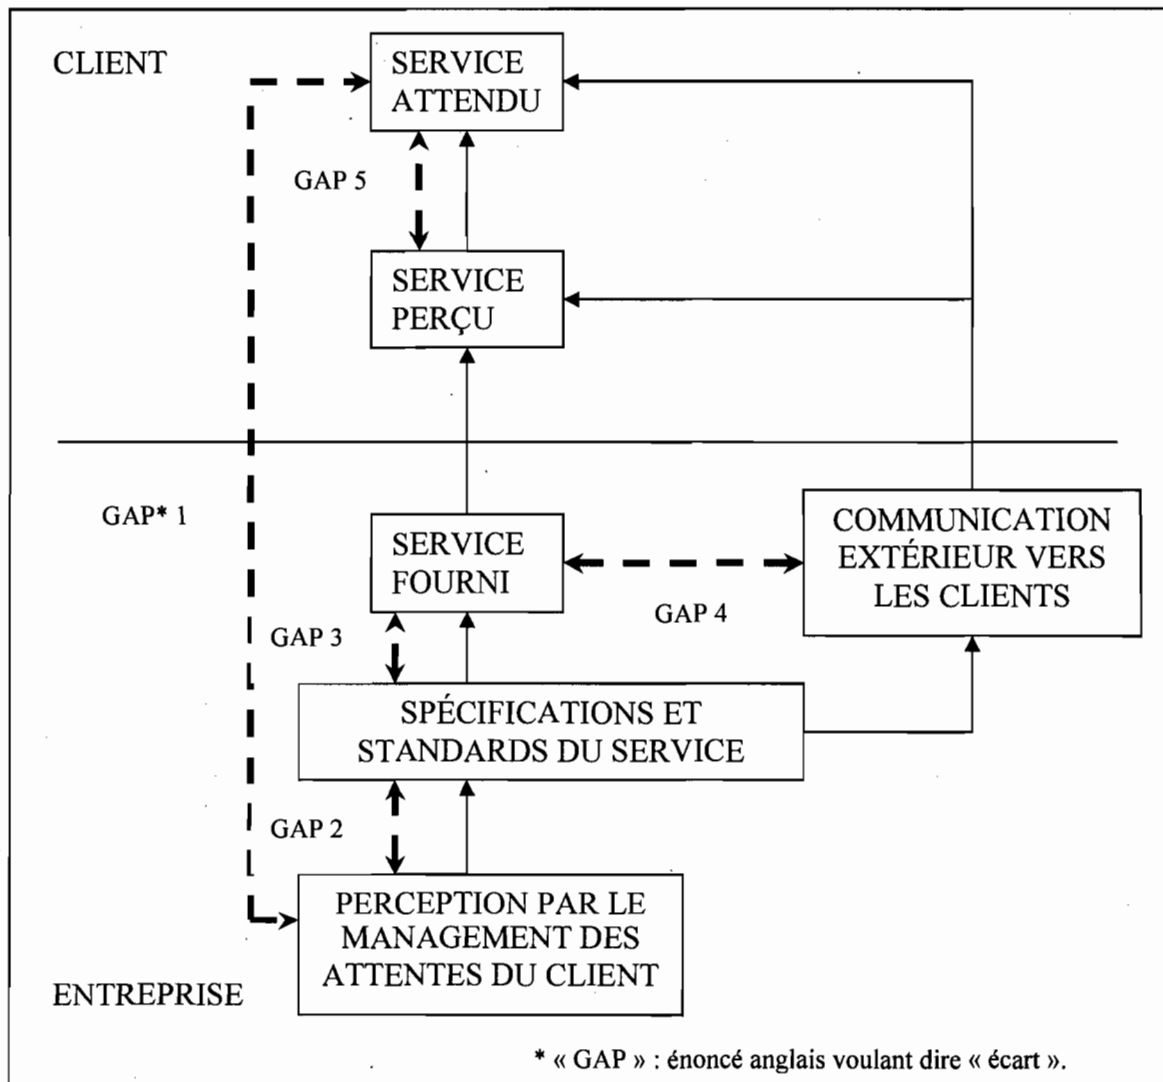 CLIENT
SERVICE
ATTENDU
GAP 5
SERVICE
PERÇU
GAP* 1
SERVICE
FOURNI
COMMUNICATION
EXTÉRIEUR VERS
LES CLIENTS
GAP 4
GAP 3
SPÉCIFICATIONS ET
STANDARDS DU SERVICE
GAP 2
PERCEPTION PAR LE
MANAGEMENT DES
ATTENTES DU CLIENT
ENTREPRISE
* « GAP » : énoncé anglais voulant dire « écart ».